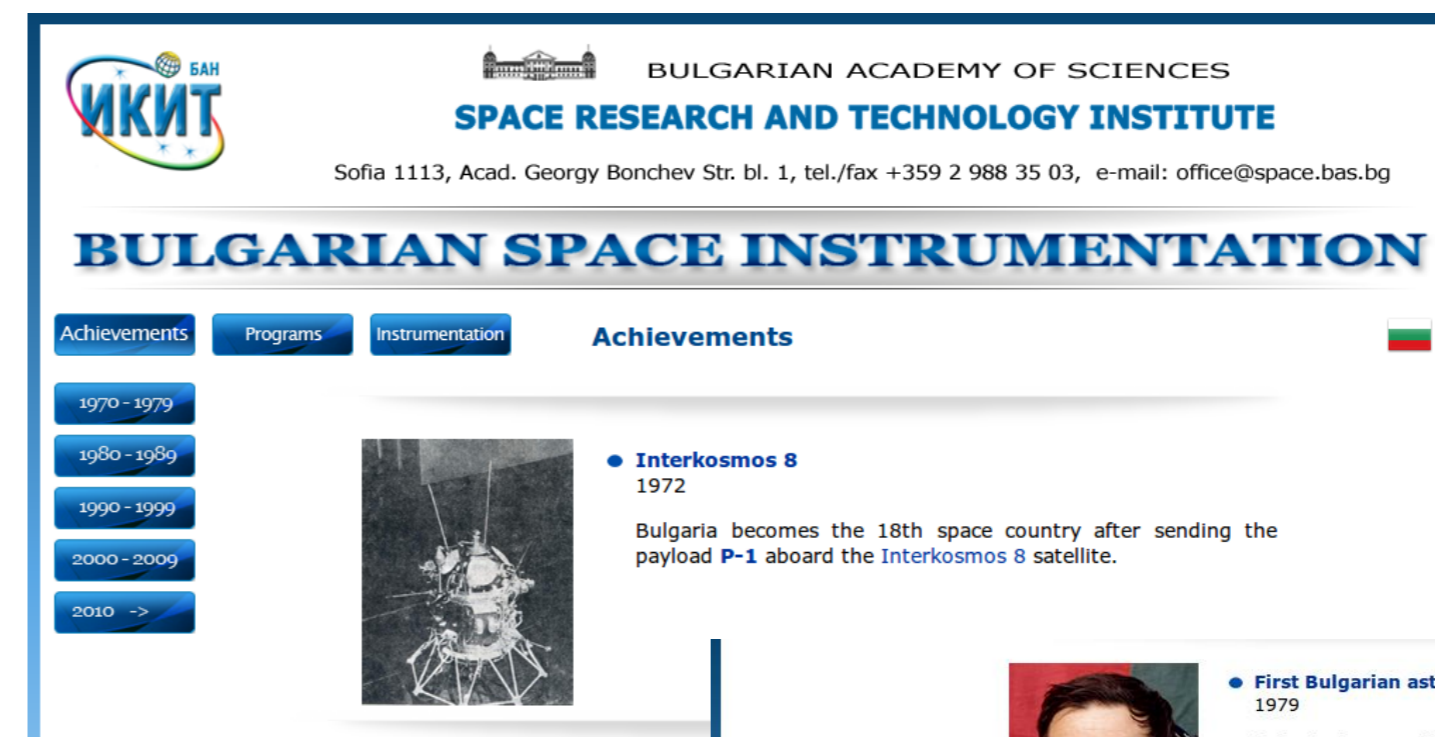 БАН
ИКИТ
BULGARIAN ACADEMY OF SCIENCES
SPACE RESEARCH AND TECHNOLOGY INSTITUTE
Sofia 1113, Acad. Georgy Bonchev Str. bl. 1, tel./fax +359 2 988 35 03, e-mail: office@space.bas.bg
BULGARIAN SPACE INSTRUMENTATION
Achievements
Programs
Instrumentation
Achievements
1970 - 1979
1980 - 1989
1990 - 1999
2000 - 2009
2010 ->
Interkosmos 8
1972
Bulgaria becomes the 18th space country after sending the
payload P-1 aboard the Interkosmos 8 satellite.
First Bulgarian ast
1979